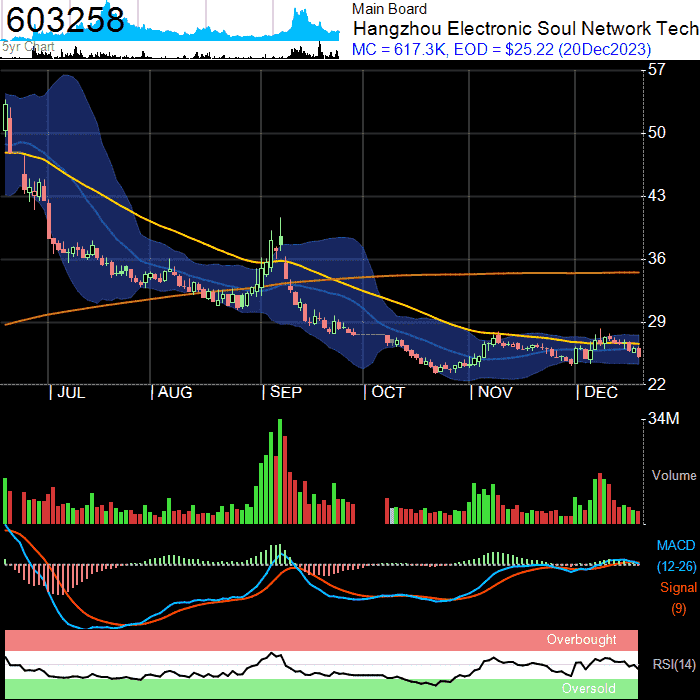 603258
5yr Chart
Main Board
Hangzhou Electronic Soul Network Tech
MC = 617.3K, EOD = $25.22 (20Dec2023)
57
50
43
36
29
22
JUL AUG SEP OCT NOV DEC
34M
Volume
MACD
(12-26)
Signal
(9)
Overbought
RSI(14)
Oversold